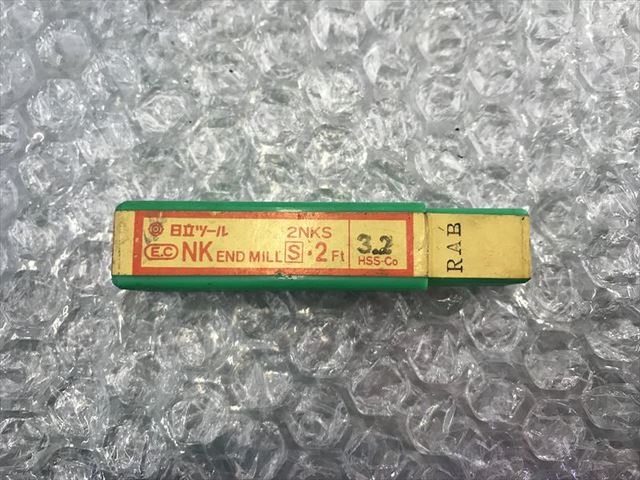 日立ツール 2NKS
E.C NK END MILL S・2 Ft
3.2
HSS-Co
RAB